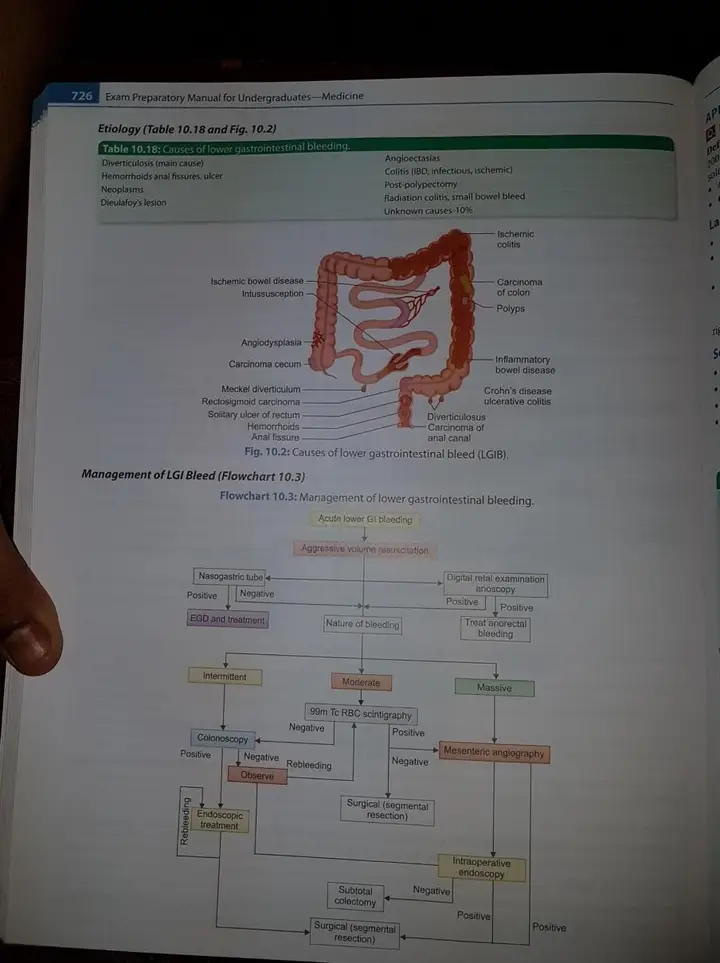 726 Exam Preparatory Manual for Undergraduates—Medicine
Etiology (Table 10.18 and Fig. 10.2)
Table 10.18: Causes of lower gastrointestinal bleeding.
Diverticulosis (main cause)
Hemorrhoids anal fissures, ulcer
Neoplasms
Dieulafoy's lesion
Angioectasias
Colitis (IBD, infectious, ischemic)
Post-polypectomy
Radiation colitis, small bowel bleed
Unknown causes-10%
Ischemic
colitis
Ischemic bowel disease
Intussusception
Carcinoma
of colon
Polyps
Angiodysplasia
Carcinoma cecum
Inflammatory
bowel disease
Meckel diverticulum
Rectosigmoid carcinoma
Solitary ulcer of rectum
Hemorrhoids
Anal fissure
Crohn's disease
ulcerative colitis
Diverticulosus
Carcinoma of
anal canal
Fig. 10.2: Causes of lower gastrointestinal bleed (LGIB).
Management of LGI Bleed (Flowchart 10.3)
Flowchart 10.3: Management of lower gastrointestinal bleeding.
Acute lower GI bleeding
Aggressive volume resuscitation
Nasogastric tube
Digital retal examination
anoscopy
Positive
Negative
Positive
Positive
EGD and treatment
Nature of bleeding
Treat anorectal
bleeding
Intermittent
Moderate
Massive
99m Tc RBC scintigraphy
Negative
Positive
Colonoscopy
Mesenteric angiography
Positive
Negative
Rebleeding
Negative
Observe
Rebleeding
Endoscopic
treatment
Surgical (segmental
resection)
Intraoperative
endoscopy
Subtotal
colectomy
Negative
Positive
Positive
Surgical (segmental
resection)